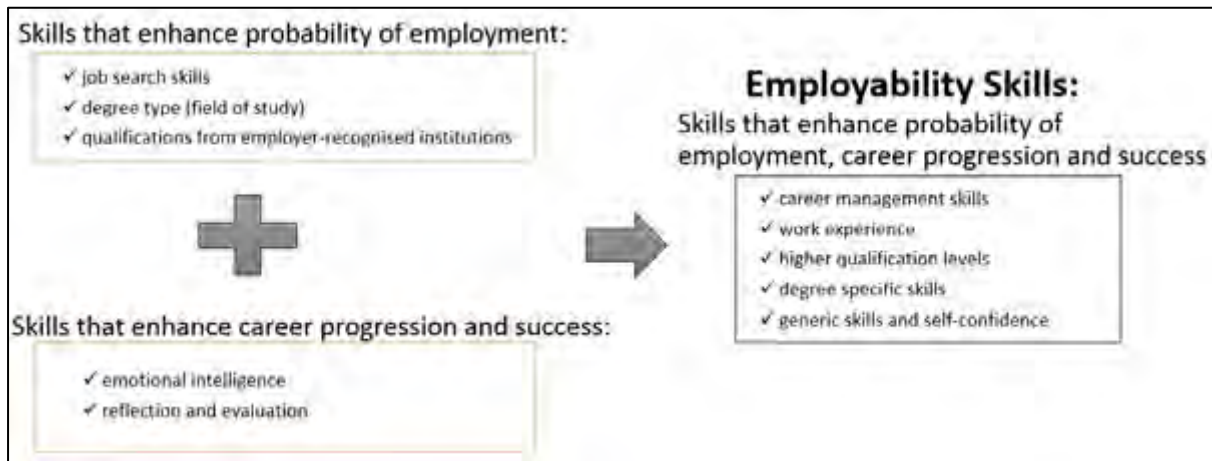 Skills that enhance probability of employment:
✓ job search skills
✓ degree type (field of study)
✓ qualifications from employer-recognised institutions
Skills that enhance career progression and success:
✓ emotional intelligence
✓ reflection and evaluation
Employability Skills:
Skills that enhance probability of
employment, career progression and success
✓ career management skills
✓ work experience
✓ higher qualification levels
✓ degree specific skills
✓ generic skills and self-confidence